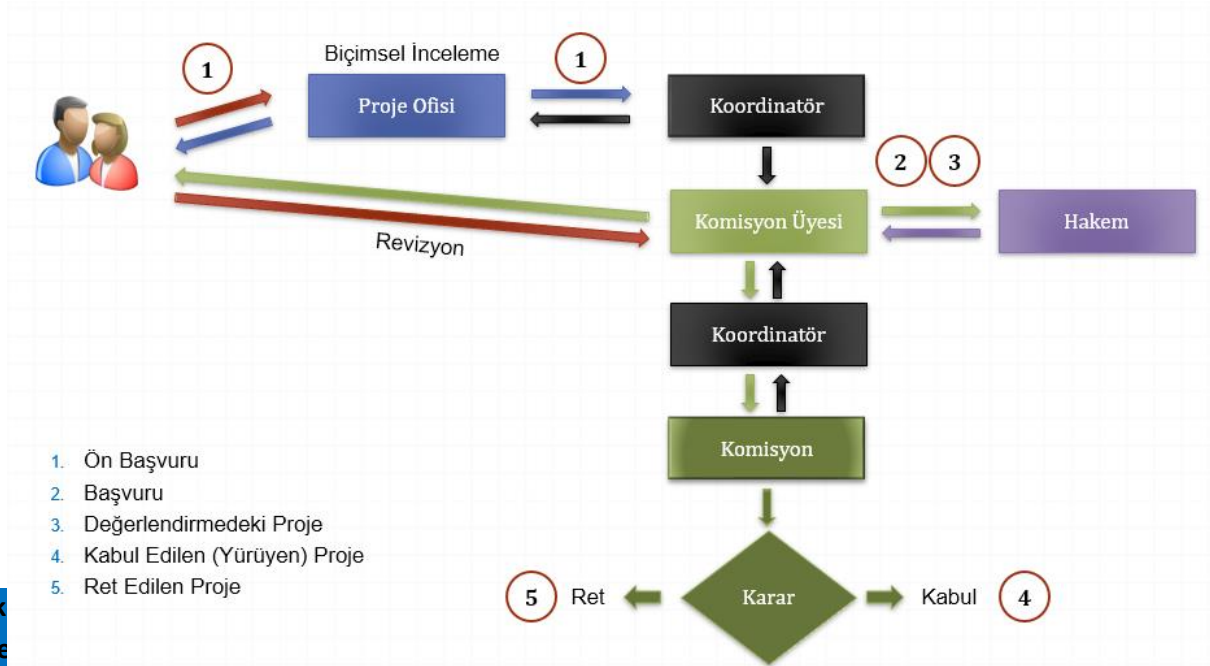 1
Biçimsel İnceleme
1
Proje Ofisi
Koordinatör
2
3
Komisyon Üyesi
Hakem
Revizyon
Koordinatör
Komisyon
1. Ön Başvuru
2. Başvuru
3. Değerlendirmedeki Proje
4. Kabul Edilen (Yürüyen) Proje
5. Ret Edilen Proje
5
Ret
Karar
Kabul
4